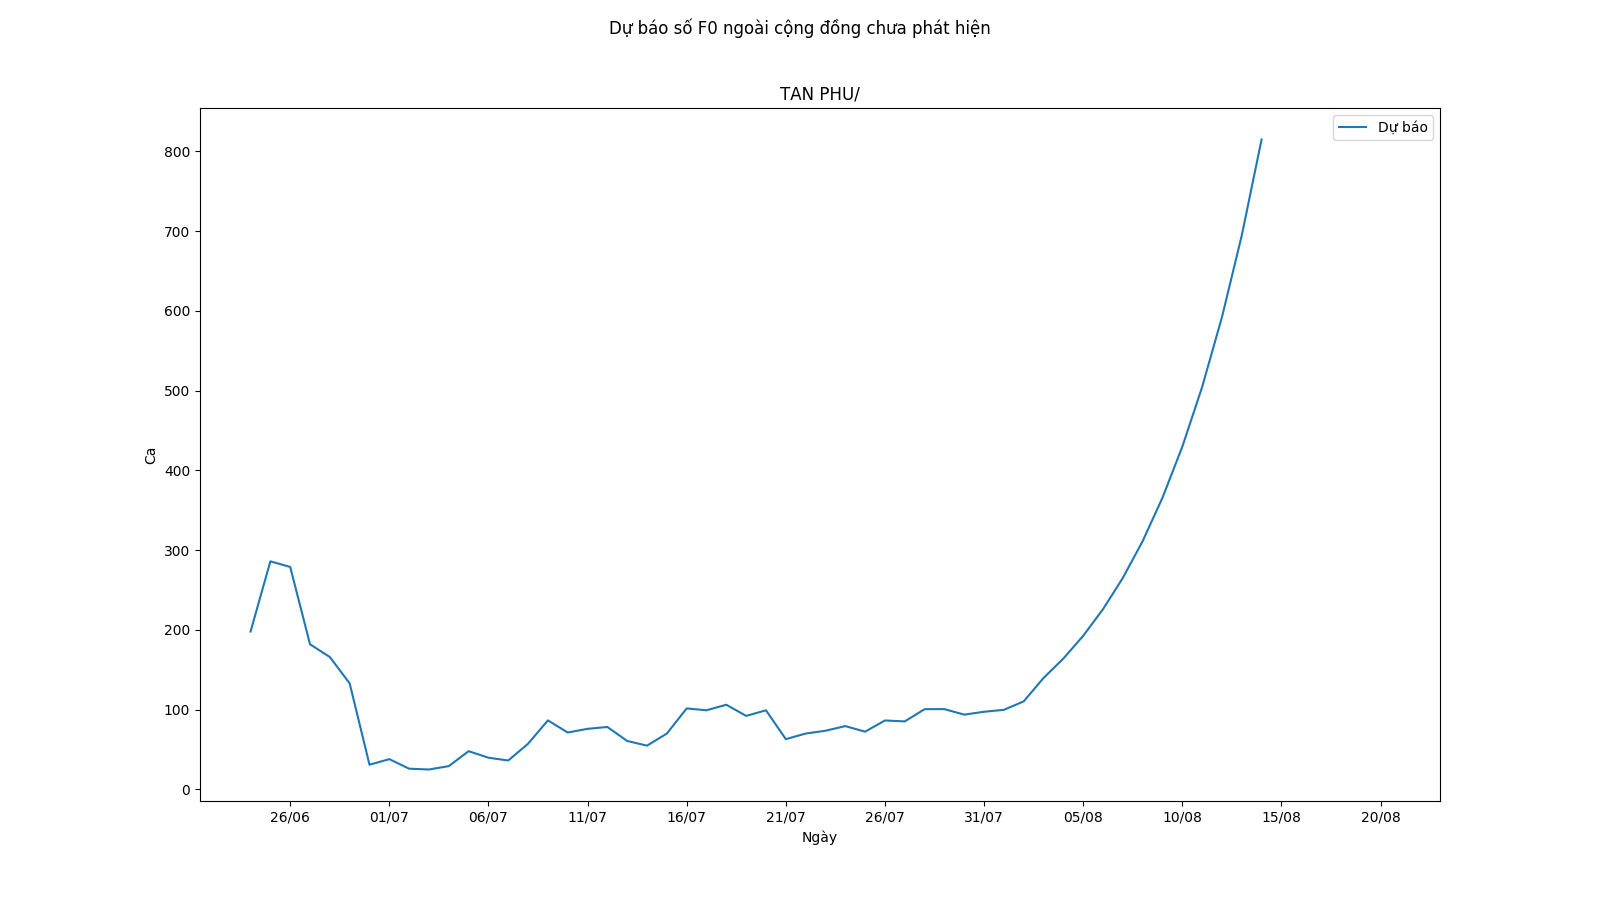 Dự báo số F0 ngoài cộng đồng chưa phát hiện
TAN PHU/
Dự báo
800
700
600
500
400
300
200
100
0
Ca
26/06 01/07 06/07 11/07 16/07 21/07 26/07 31/07 05/08 10/08 15/08 20/08
Ngày